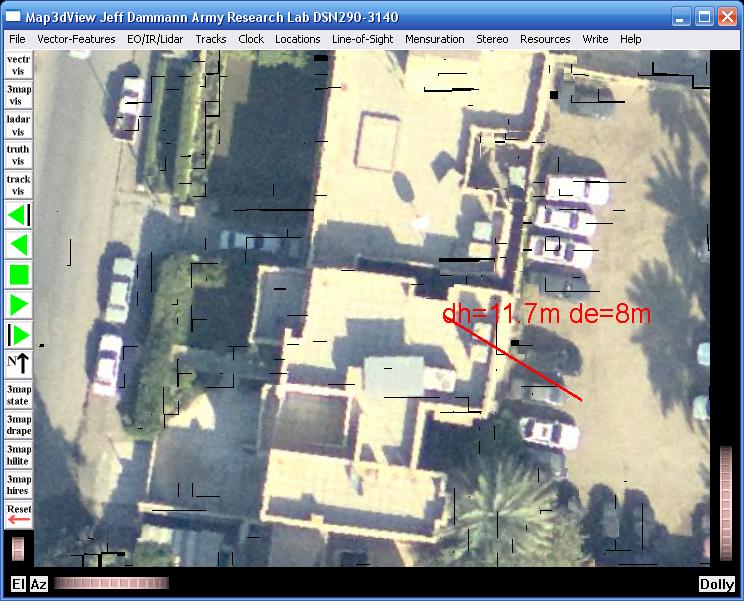 Map3dView Jeff Dammann Army Research Lab DSN290-3140
File Vector-Features EO/IR/Lidar Tracks Clock Locations Line-of-Sight Mensuration Stereo Resources Write Help
vectr
vis
3map
vis
ladar
vis
truth
vis
track
vis
dh=11.7m de=8m
N
3map
state
3map
drape
3map
hilite
3map
hires
Reset
El Az Dolly